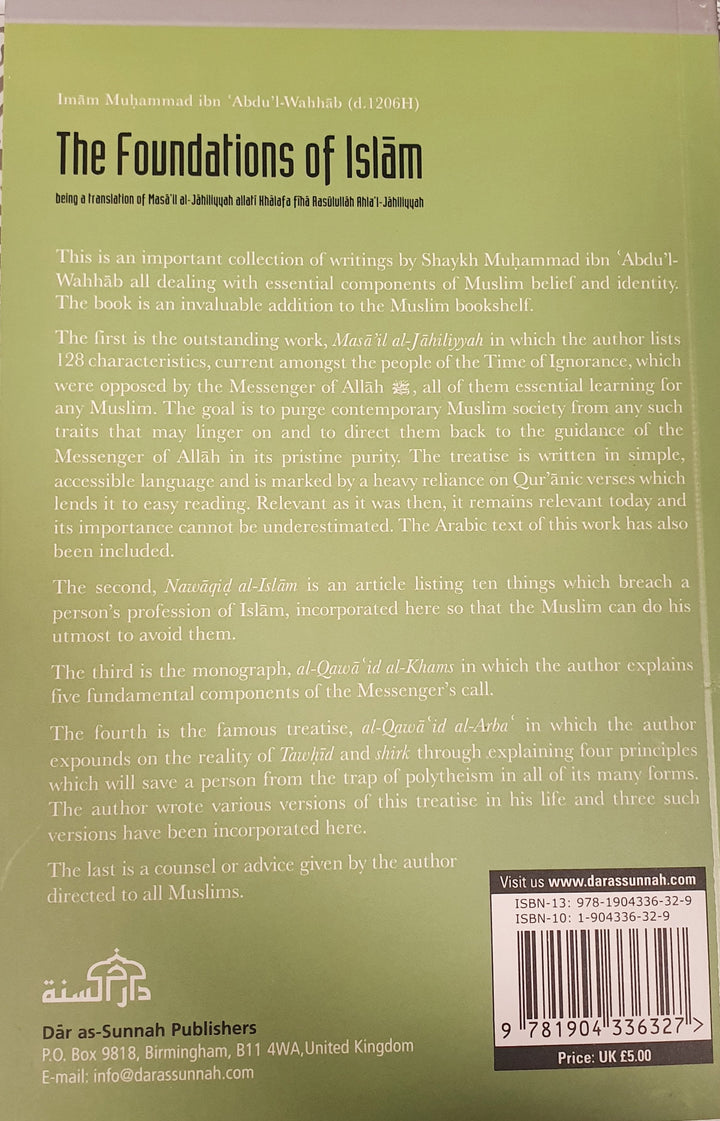 Imām Muḥammad ibn ʿAbdu’l-Wahhāb (d.1206H)
The Foundations of Islām
being a translation of Masā’il al-Jāhiliyyah allatī Khālafa fīhā Rasūlullāh Ahla’l-Jāhiliyyah
This is an important collection of writings by Shaykh Muḥammad ibn ʿAbdu’l-
Wahhāb all dealing with essential components of Muslim belief and identity.
The book is an invaluable addition to the Muslim bookshelf.
The first is the outstanding work, Masā’il al-Jāhiliyyah in which the author lists
128 characteristics, current amongst the people of the Time of Ignorance, which
were opposed by the Messenger of Allāh ﷺ, all of them essential learning for
any Muslim. The goal is to purge contemporary Muslim society from any such
traits that may linger on and to direct them back to the guidance of the
Messenger of Allāh in its pristine purity. The treatise is written in simple,
accessible language and is marked by a heavy reliance on Qur’ānic verses which
lends it to easy reading. Relevant as it was then, it remains relevant today and
its importance cannot be underestimated. The Arabic text of this work has also
been included.
The second, Nawāqiḍ al-Islām is an article listing ten things which breach a
person’s profession of Islām, incorporated here so that the Muslim can do his
utmost to avoid them.
The third is the monograph, al-Qawāʿid al-Khams in which the author explains
five fundamental components of the Messenger’s call.
The fourth is the famous treatise, al-Qawāʿid al-Arbaʿ in which the author
expounds on the reality of Tawḥīd and shirk through explaining four principles
which will save a person from the trap of polytheism in all of its many forms.
The author wrote various versions of this treatise in his life and three such
versions have been incorporated here.
The last is a counsel or advice given by the author
directed to all Muslims.
Visit us www.darassunnah.com
ISBN-13: 978-1904336-32-9
ISBN-10: 1-904336-32-9
9 781904 336327 >
Price: UK £5.00
دار السنة
Dār as-Sunnah Publishers
P.O. Box 9818, Birmingham, B11 4WA,United Kingdom
E-mail: info@darassunnah.com